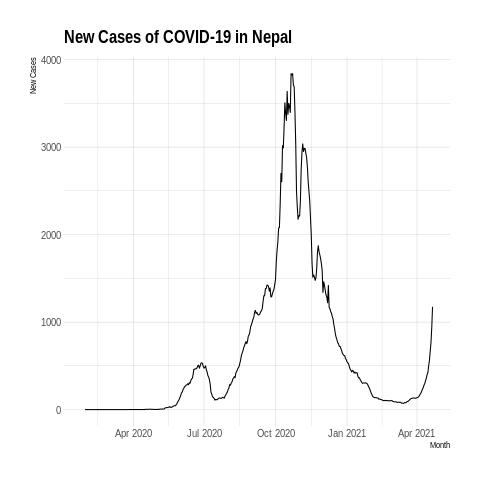 New Cases of COVID-19 in Nepal
New Cases
4000
3000
2000
1000
0
Apr 2020 Jul 2020 Oct 2020 Jan 2021 Apr 2021
Month